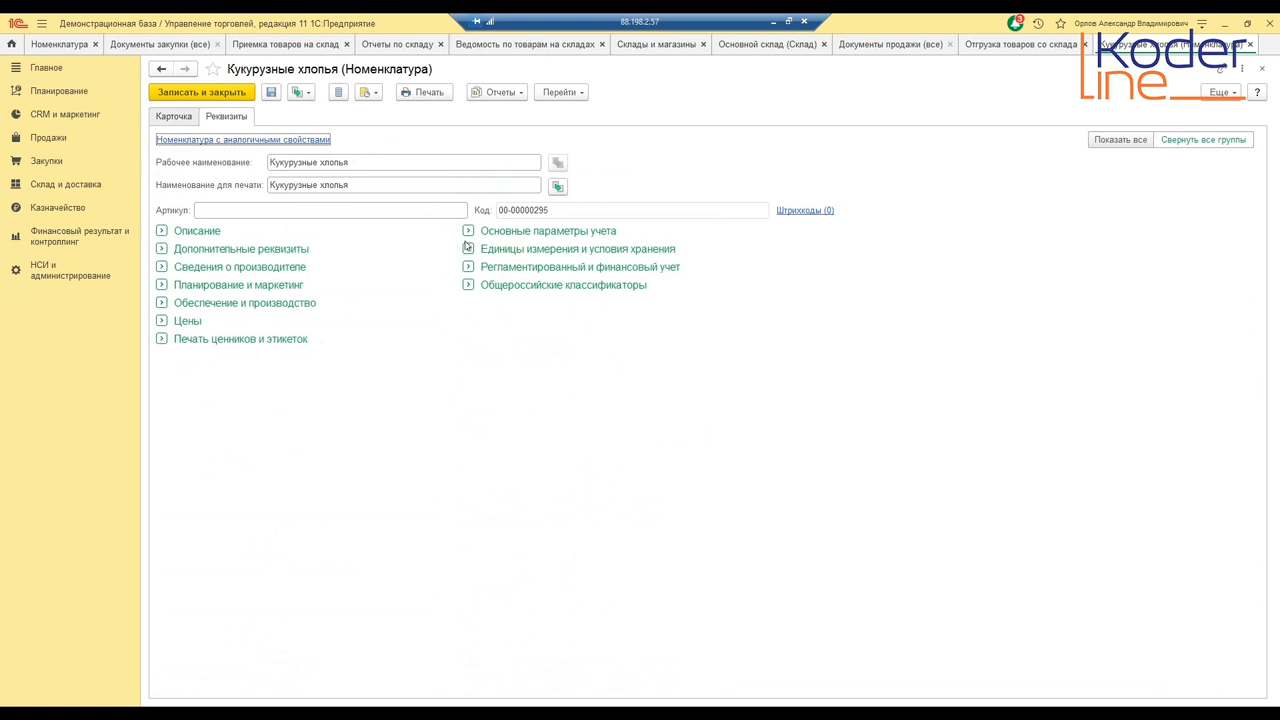 1С Демонстрационная база / Управление торговлей, редакция 11 1С:Предприятие
88.198.2.57
3
Орлов Александр Владимирович
Номенклатура × Документы закупки (все) × Приемка товаров на склад × Отчеты по складу × Ведомость по товарам на складах × Склады и магазины × Основной склад (Склад) × Документы продажи (все) × Отгрузка товаров со склада × Кукурузные хлопья (Номенклатура) ×
Koder
line
Главное
Планирование
CRM и маркетинг
Продажи
Закупки
Склад и доставка
Казначейство
Финансовый результат и
контроллинг
НСИ и
администрирование
Кукурузные хлопья (Номенклатура)
Записать и закрыть
Печать
Отчеты
Перейти
Еще
?
Карточка
Реквизиты
Номенклатура с аналогичными свойствами
Показать все
Свернуть все группы
Рабочее наименование: Кукурузные хлопья
Наименование для печати: Кукурузные хлопья
Артикул:
Код: 00-00000295
Штрихкоды (0)
Описание
Дополнительные реквизиты
Сведения о производителе
Планирование и маркетинг
Обеспечение и производство
Цены
Печать ценников и этикеток
Основные параметры учета
Единицы измерения и условия хранения
Регламентированный и финансовый учет
Общероссийские классификаторы